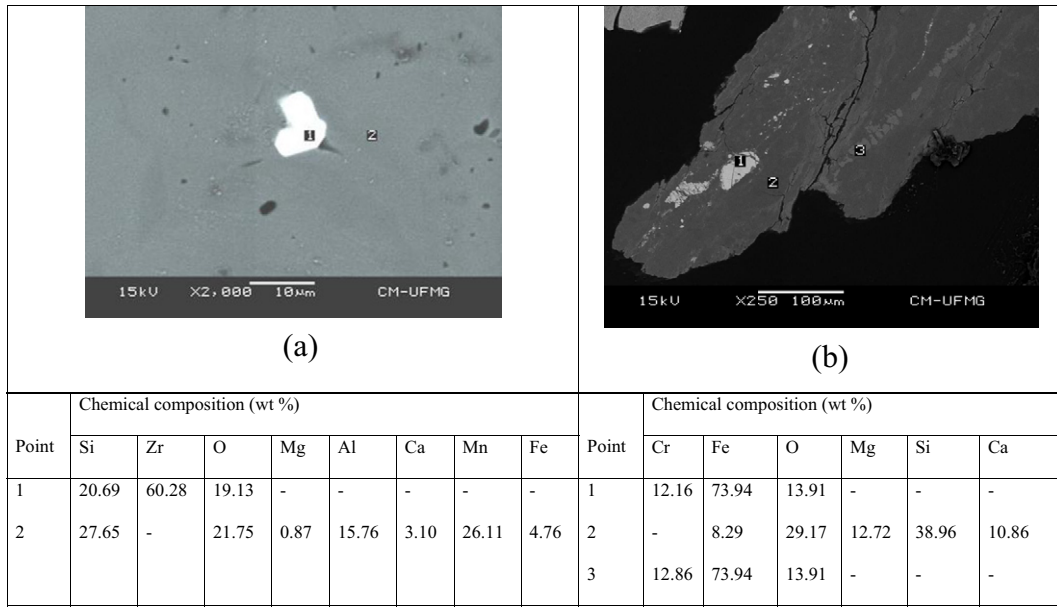 1 2
15kV X2,000 10μm CM-UFMG
(a)
1
2
3
15kV X250 100μm CM-UFMG
(b)
Point Chemical composition (wt %)
Si Zr O Mg Al Ca Mn Fe
1 20.69 60.28 19.13 - - - - -
2 27.65 - 21.75 0.87 15.76 3.10 26.11 4.76
Point Chemical composition (wt %)
Cr Fe O Mg Si Ca
1 12.16 73.94 13.91 - - -
2 - 8.29 29.17 12.72 38.96 10.86
3 12.86 73.94 13.91 - - -